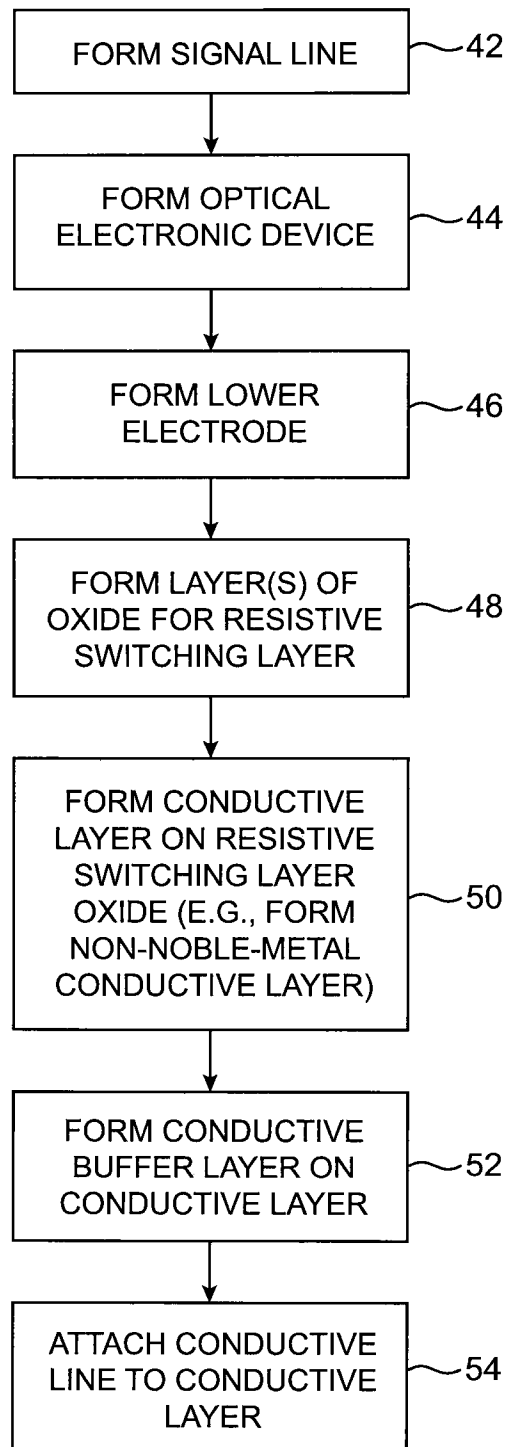 FORM SIGNAL LINE
42
FORM OPTICAL
ELECTRONIC DEVICE
44
FORM LOWER
ELECTRODE
46
FORM LAYER(S) OF
OXIDE FOR RESISTIVE
SWITCHING LAYER
48
FORM CONDUCTIVE
LAYER ON RESISTIVE
SWITCHING LAYER
OXIDE (E.G., FORM
NON-NOBLE-METAL
CONDUCTIVE LAYER)
50
FORM CONDUCTIVE
BUFFER LAYER ON
CONDUCTIVE LAYER
52
ATTACH CONDUCTIVE
LINE TO CONDUCTIVE
LAYER
54